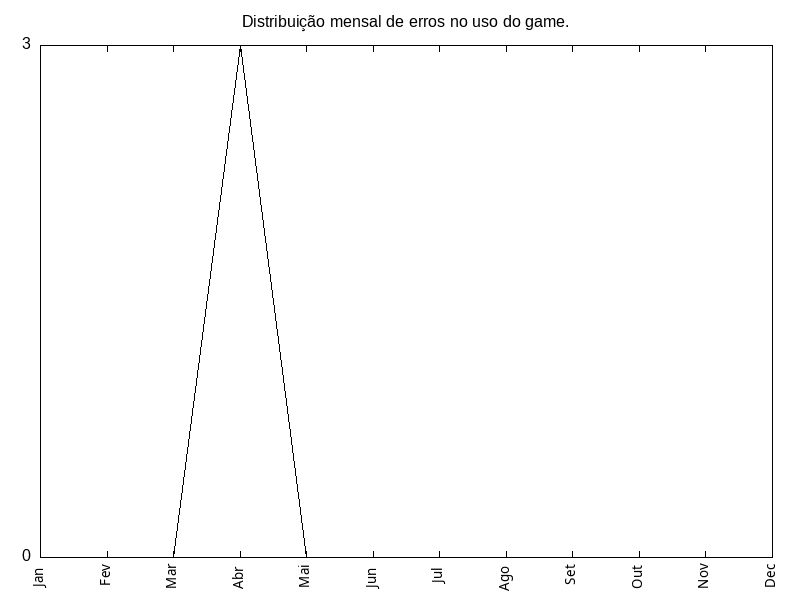 Distribuição mensal de erros no uso do game.
3
0
Jan
Fev
Mar
Abr
Mai
Jun
Jul
Ago
Set
Out
Nov
Dec